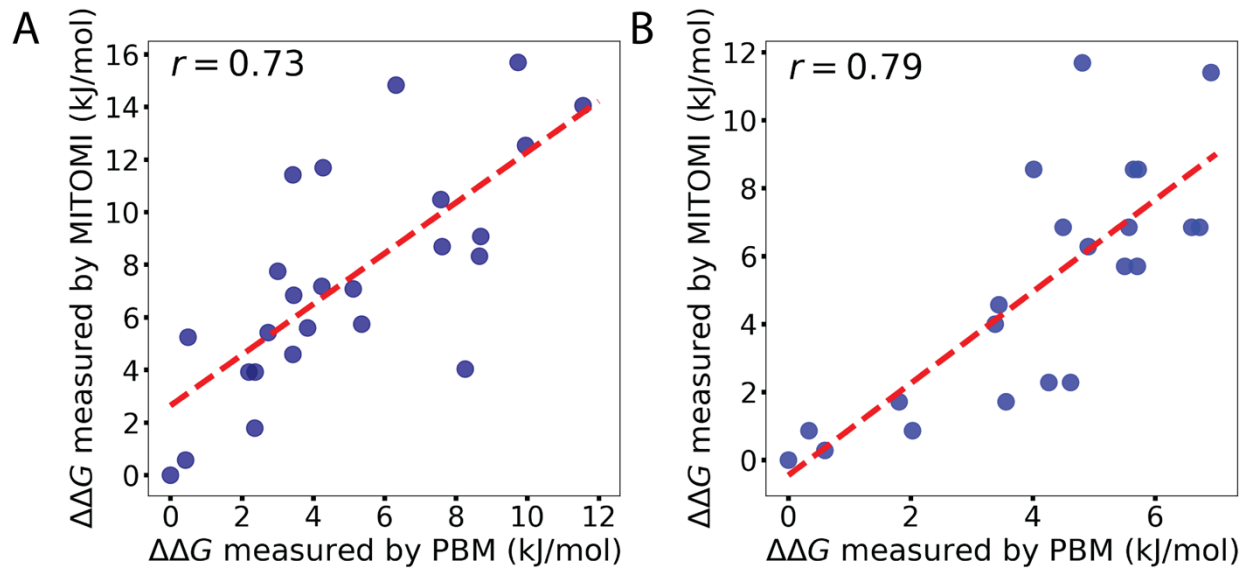 A
r = 0.73
ΔΔG measured by MITOMI (kJ/mol)
16
14
12
10
8
6
4
2
0
0 2 4 6 8 10 12
ΔΔG measured by PBM (kJ/mol)
B
r = 0.79
ΔΔG measured by MITOMI (kJ/mol)
12
10
8
6
4
2
0
0 2 4 6
ΔΔG measured by PBM (kJ/mol)